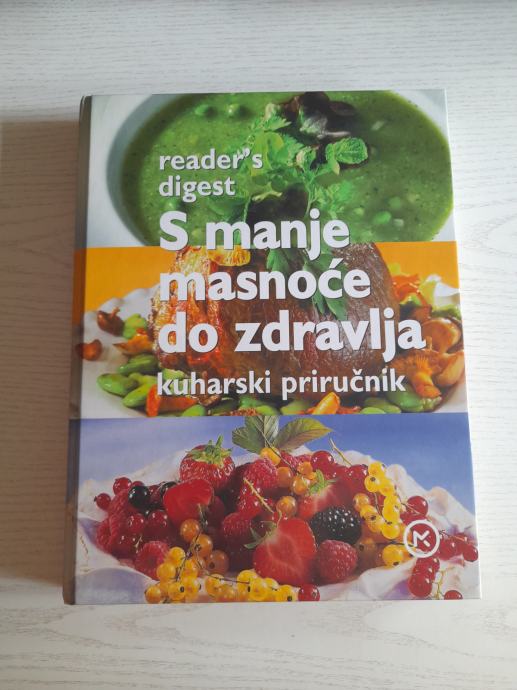 reader's
digest
S manje
masnoće
do zdravlja
kuharski priručnik